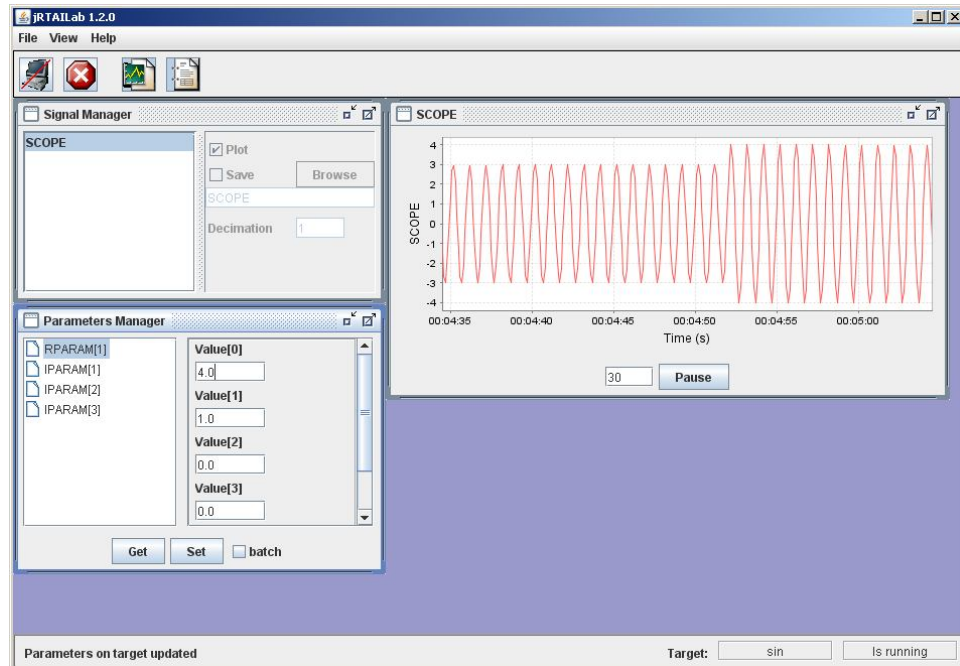 jRTAILab 1.2.0
File View Help
Signal Manager
SCOPE
Plot
Save Browse
SCOPE
Decimation 1
Parameters Manager
RPARAM[1]
IPARAM[1]
IPARAM[2]
IPARAM[3]
Value[0]
4.0
Value[1]
1.0
Value[2]
0.0
Value[3]
0.0
Get Set batch
SCOPE
SCOPE
4
3
2
1
0
-1
-2
-3
-4
00:04:35 00:04:40 00:04:45 00:04:50 00:04:55 00:05:00
Time (s)
30 Pause
Parameters on target updated Target: sin Is running